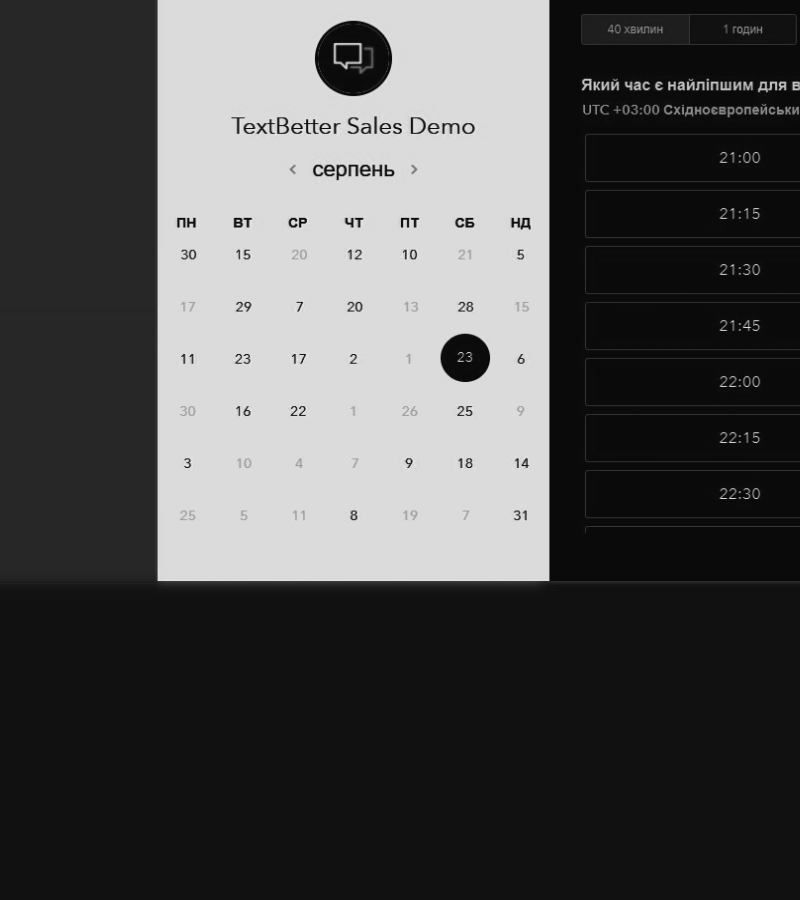 TextBetter Sales Demo
серпень
ПН ВТ СР ЧТ ПТ СБ НД
30 15 20 12 10 21 5
17 29 7 20 13 28 15
11 23 17 2 1 23 6
30 16 22 1 26 25 9
3 10 4 7 9 18 14
25 5 11 8 19 7 31
40 хвилин 1 годин
Який час є найліпшим для в
UTC +03:00 Східноєвропейськи
21:00
21:15
21:30
21:45
22:00
22:15
22:30